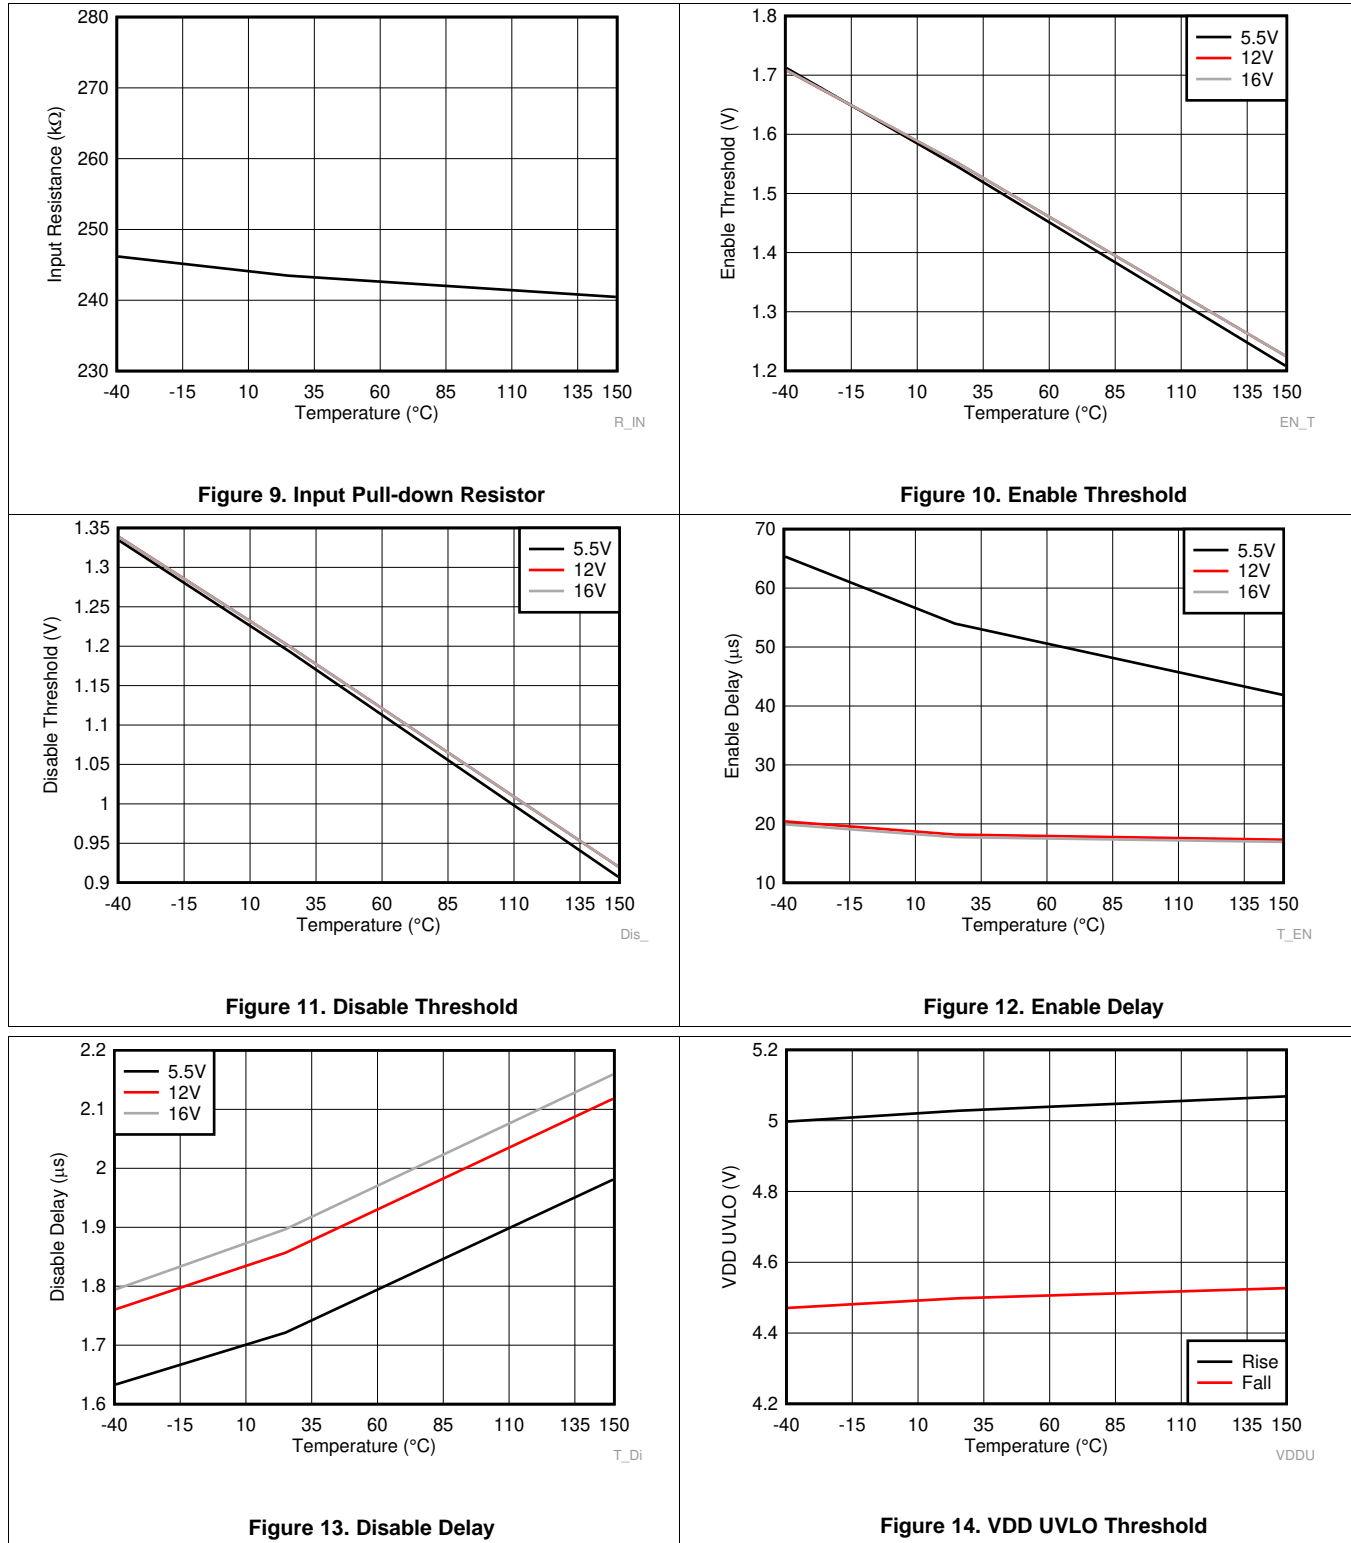 280
270
260
250
240
230
Input Resistance (kΩ)
-40 -15 10 35 60 85 110 135 150
Temperature (°C)
R_IN
Figure 9. Input Pull-down Resistor
1.8
1.7
1.6
1.5
1.4
1.3
1.2
Enable Threshold (V)
5.5V
12V
16V
-40 -15 10 35 60 85 110 135 150
Temperature (°C)
EN_T
Figure 10. Enable Threshold
1.35
1.3
1.25
1.2
1.15
1.1
1.05
1
0.95
0.9
Disable Threshold (V)
5.5V
12V
16V
-40 -15 10 35 60 85 110 135 150
Temperature (°C)
Dis_
Figure 11. Disable Threshold
70
60
50
40
30
20
10
Enable Delay (μs)
5.5V
12V
16V
-40 -15 10 35 60 85 110 135 150
Temperature (°C)
T_EN
Figure 12. Enable Delay
2.2
2.1
2
1.9
1.8
1.7
1.6
Disable Delay (μs)
5.5V
12V
16V
-40 -15 10 35 60 85 110 135 150
Temperature (°C)
T_Di
Figure 13. Disable Delay
5.2
5
4.8
4.6
4.4
4.2
VDD UVLO (V)
Rise
Fall
-40 -15 10 35 60 85 110 135 150
Temperature (°C)
VDDU
Figure 14. VDD UVLO Threshold